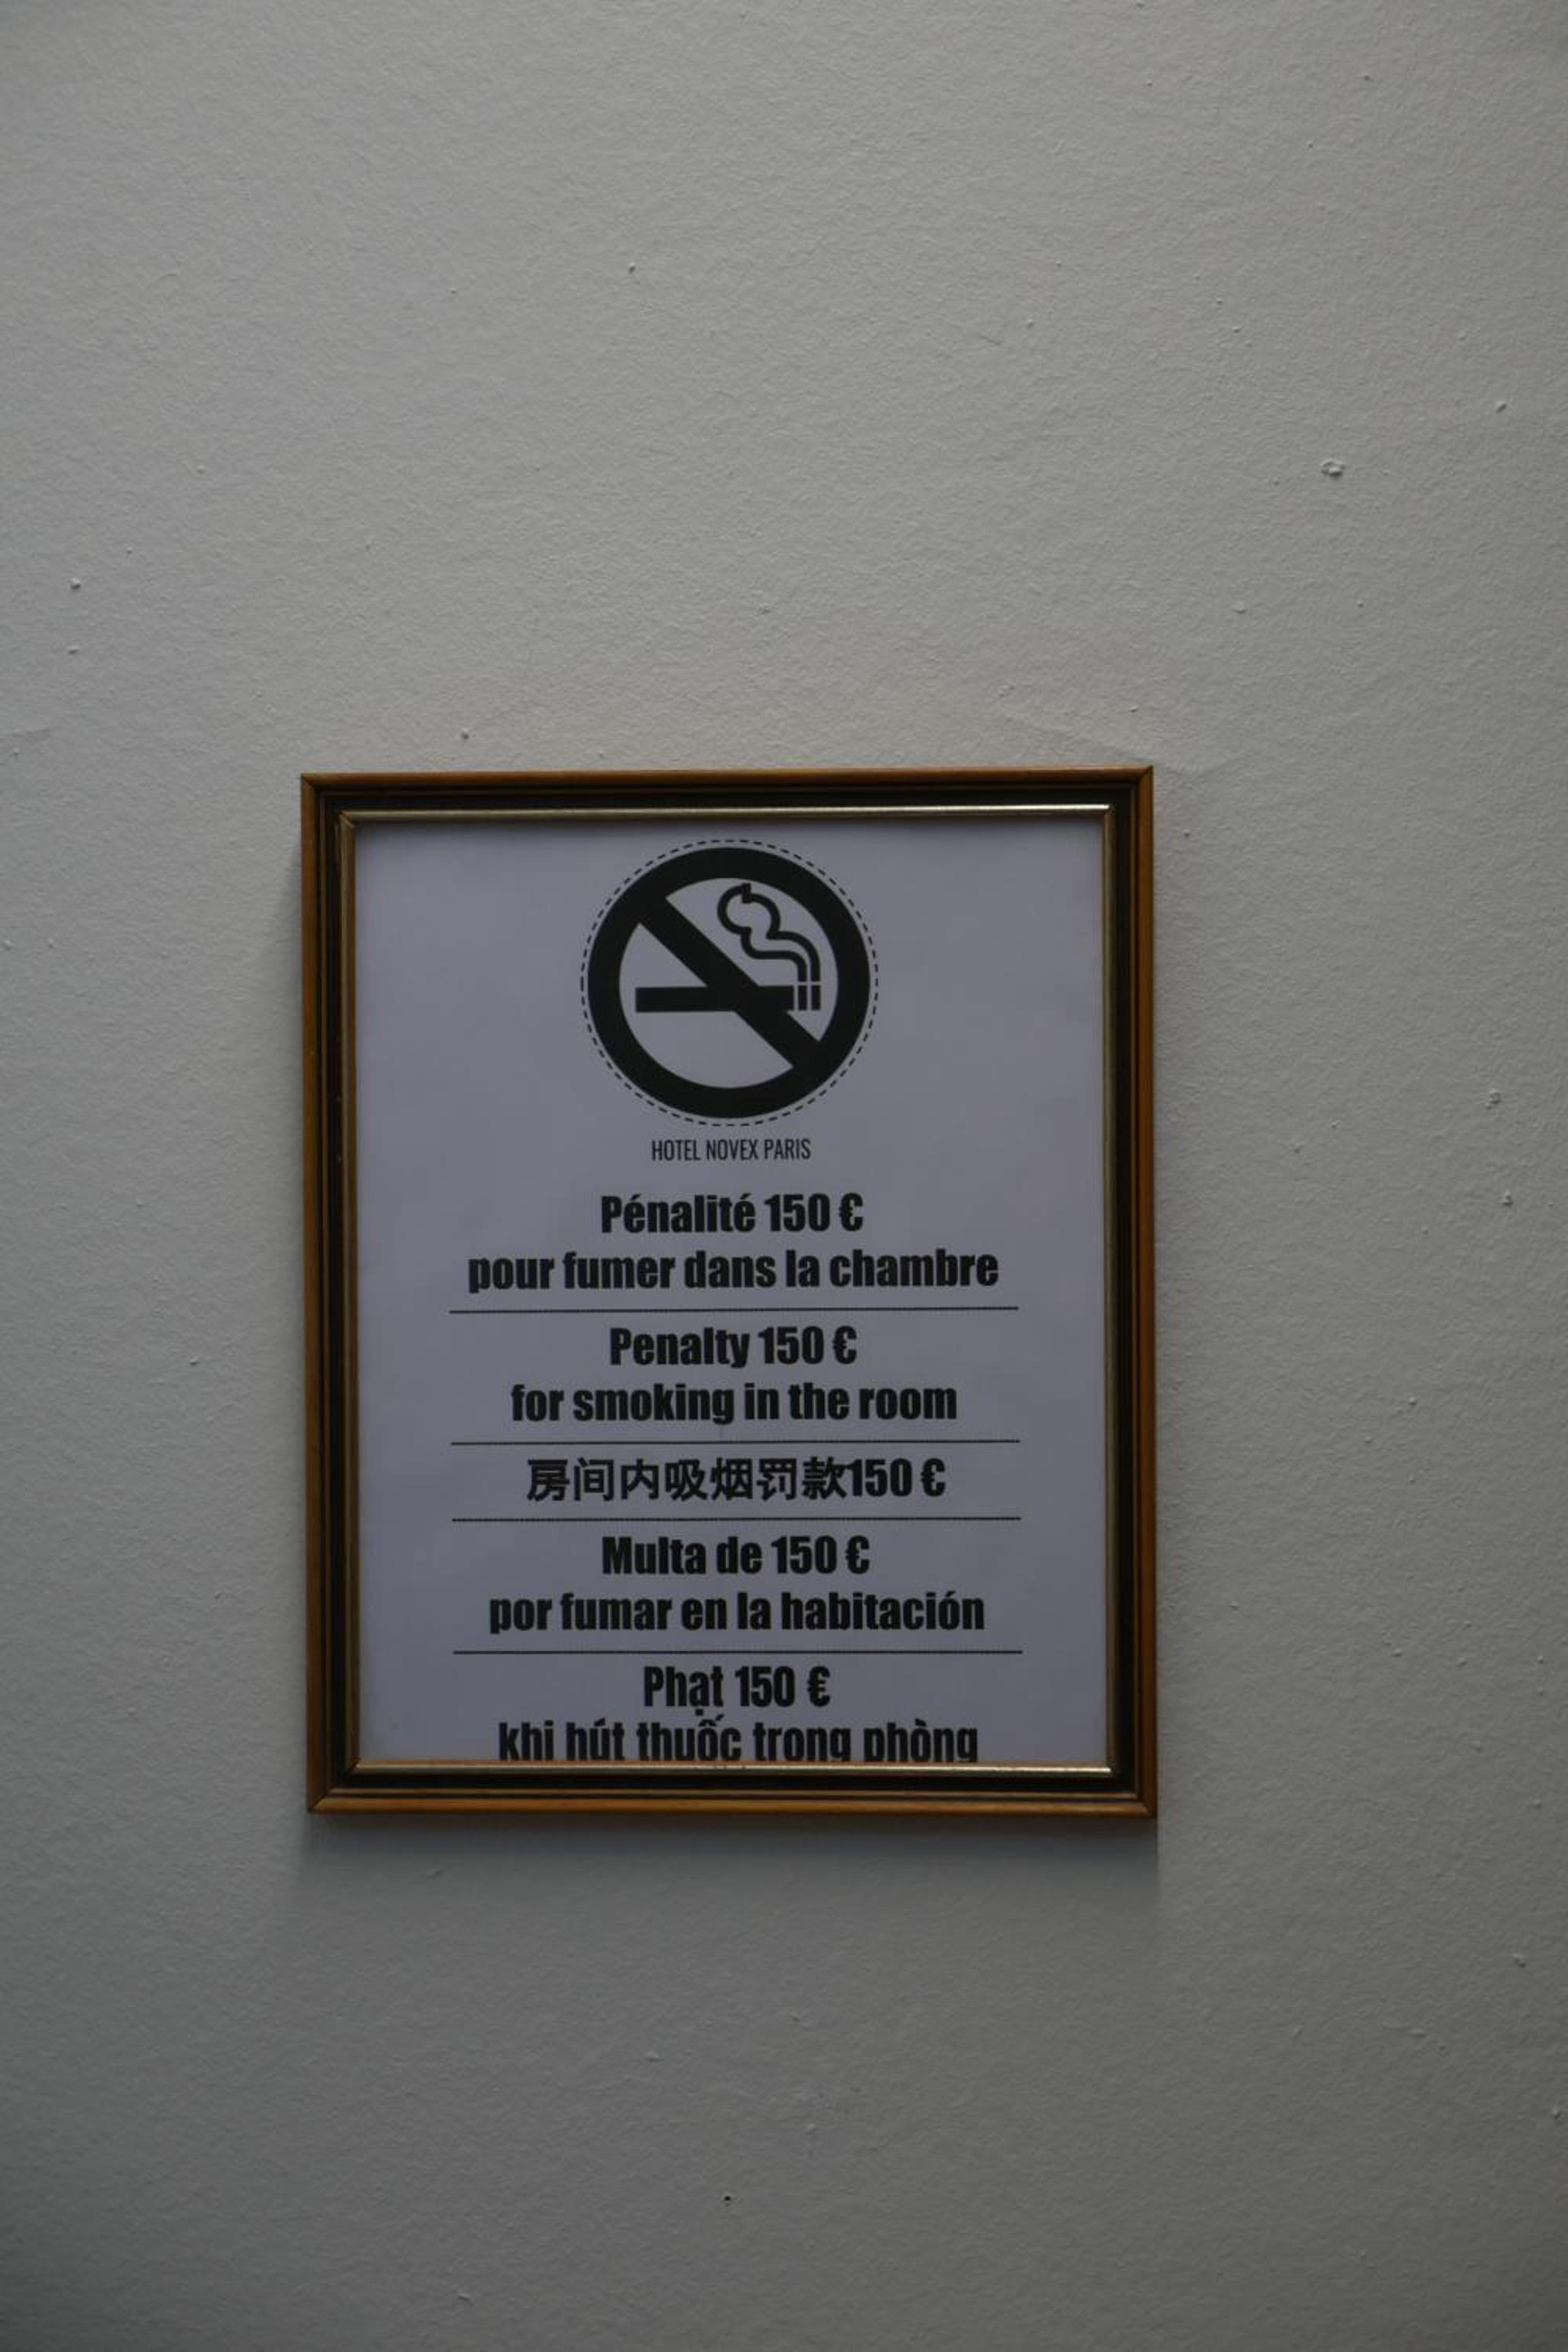 HOTEL NOVEX PARIS
Pénalité 150 €
pour fumer dans la chambre
Penalty 150 €
for smoking in the room
房间内吸烟罚款150 €
Multa de 150 €
por fumar en la habitación
Phạt 150 €
khi hút thuốc trong phòng